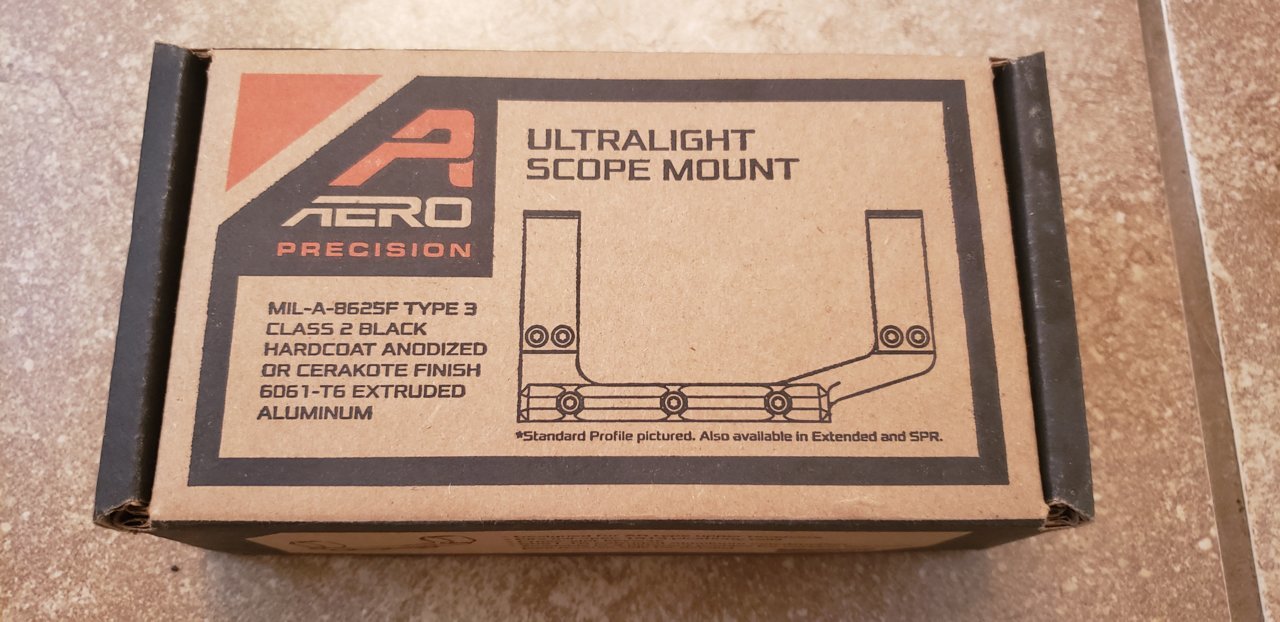 AERO
PRECISION
ULTRALIGHT
SCOPE MOUNT
MIL-A-8625F TYPE 3
CLASS 2 BLACK
HARDCOAT ANODIZED
OR CERAKOTE FINISH
6061-T6 EXTRUDED
ALUMINUM
*Standard Profile pictured. Also available in Extended and SPR.